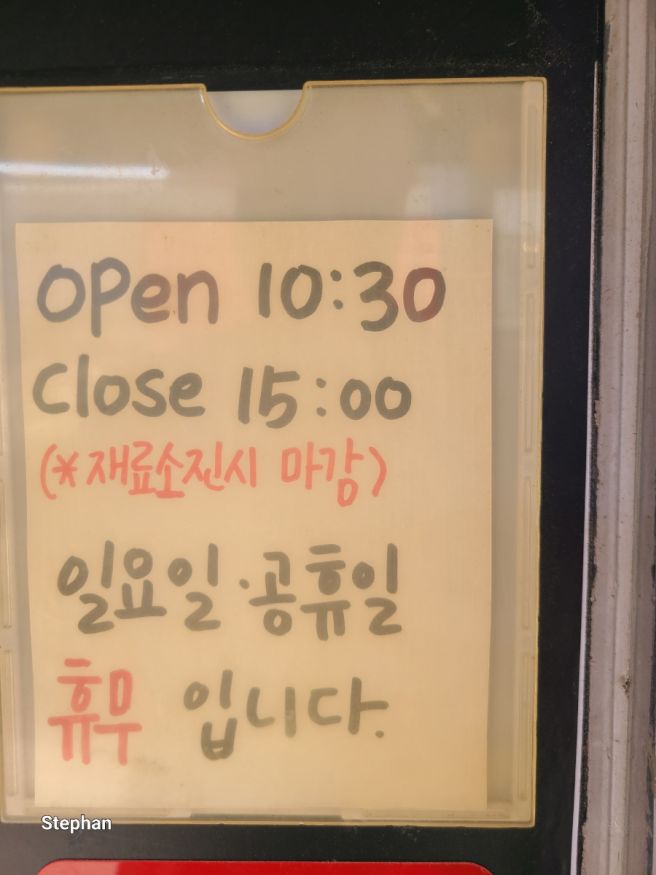 open 10:30
Close 15:00
(*재료소진시 마감)
일요일·공휴일
휴무 입니다.
Stephan